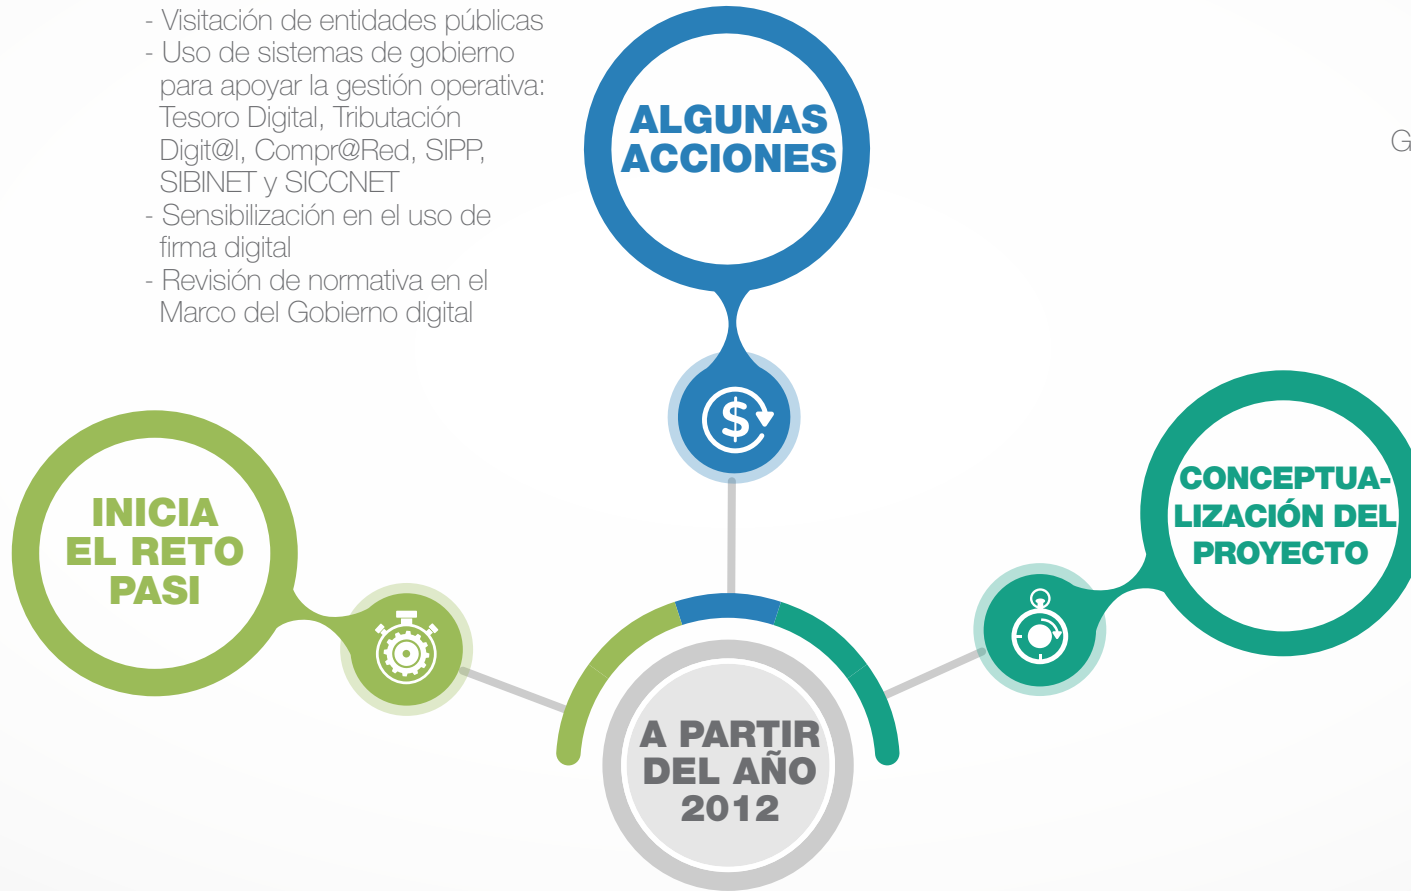 - Visitación de entidades públicas
- Uso de sistemas de gobierno
para apoyar la gestión operativa:
Tesoro Digital, Tributación
Digit@l, Compr@Red, SIPP,
SIBINET y SICCNET
- Sensibilización en el uso de
firma digital
- Revisión de normativa en el
Marco del Gobierno digital
ALGUNAS
ACCIONES
G
INICIA
EL RETO
PASI
CONCEPTUA-
LIZACIÓN DEL
PROYECTO
A PARTIR
DEL AÑO
2012
$